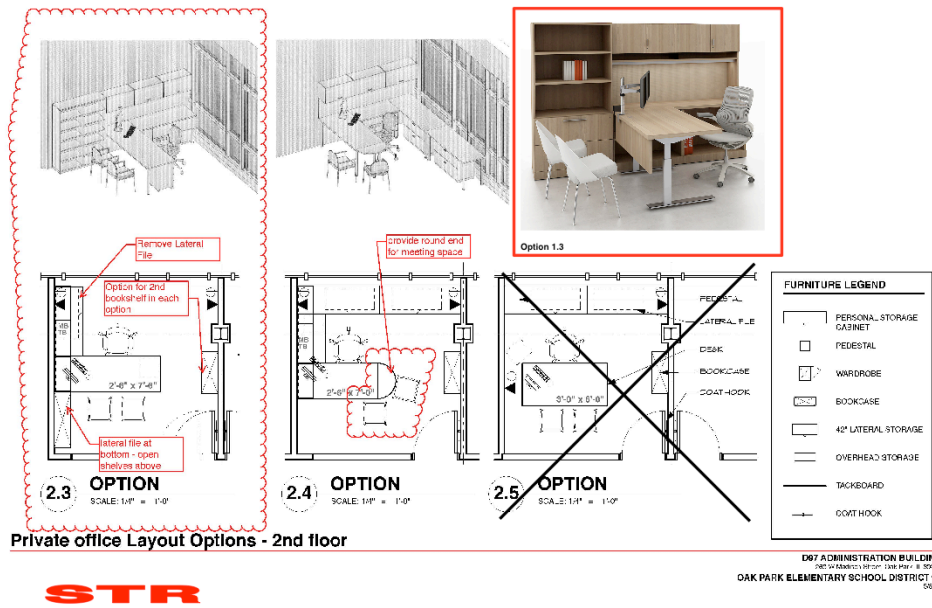 Option 1.3
Remove Lateral
File
Option for 2nd
bookshelf in each
option
MB
TB
2'-6" x 7'-6"
lateral file at
bottom - open
shelves above
2.3
OPTION
SCALE: 1/4" = 1'-0"
provide round end
for meeting space
MB
TB
2'-6" x 7'-0"
2.4
OPTION
SCALE: 1/4" = 1'-0"
PEDESTAL
LATERAL FILE
DESK
BOOKCASE
COAT HOOK
2.5
OPTION
SCALE: 1/4" = 1'-0"
FURNITURE LEGEND
PERSONAL STORAGE
CABINET
PEDESTAL
WARDROBE
BOOKCASE
42" LATERAL STORAGE
OVERHEAD STORAGE
TACKBOARD
COAT HOOK
Private office Layout Options - 2nd floor
D97 ADMINISTRATION BUILDIN
OAK PARK ELEMENTARY SCHOOL DISTRICT
STR